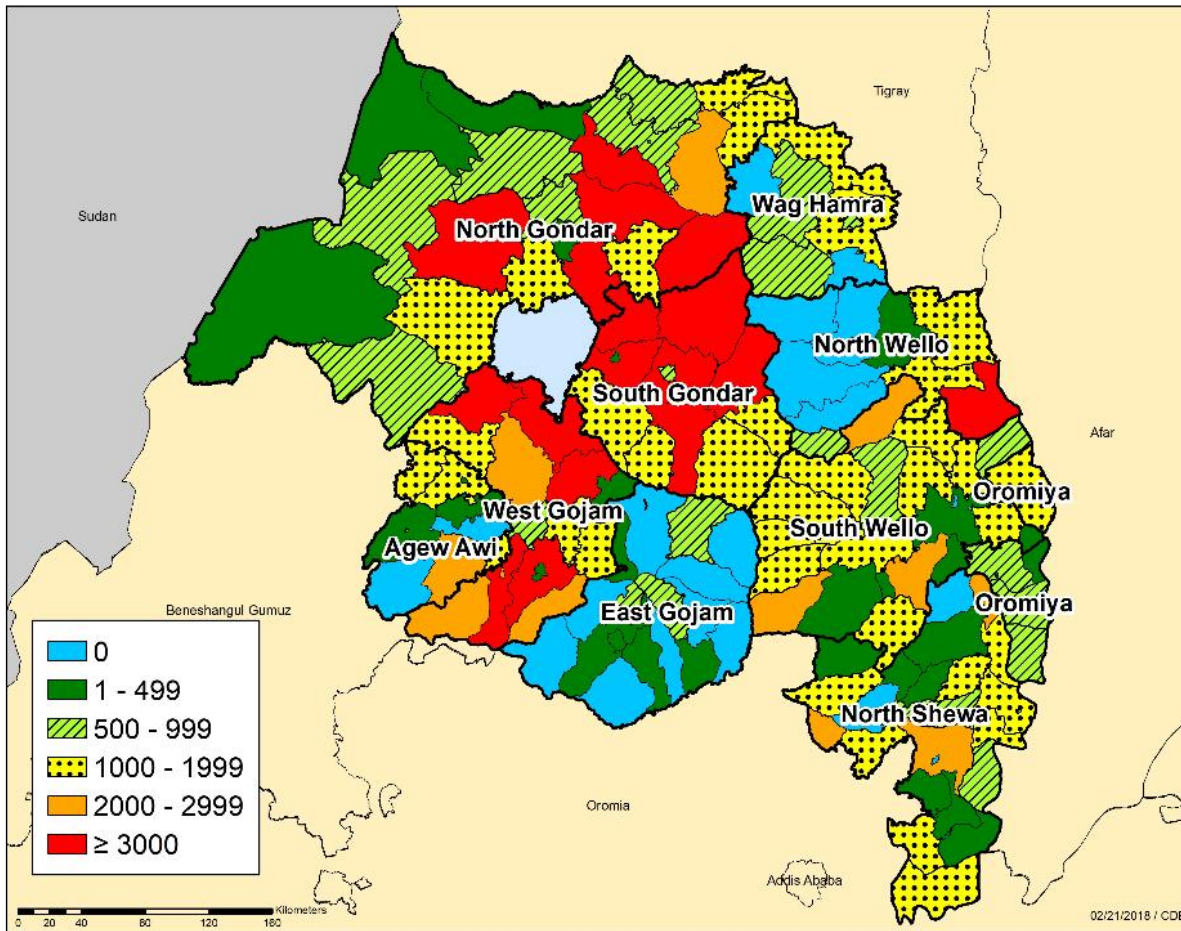 Tigray
Sudan
Wag Hamra
North Gondar
North Wello
South Gondar
Afar
Oromiya
West Gojam
South Wello
Agew Awi
Beneshangul Gumuz
East Gojam
Oromiya
North Shewa
0
1 - 499
500 - 999
1000 - 1999
2000 - 2999
≥ 3000
Oromia
Addis Ababa
Kilometers
0 20 40 80 120 160
02/21/2018 / CDB